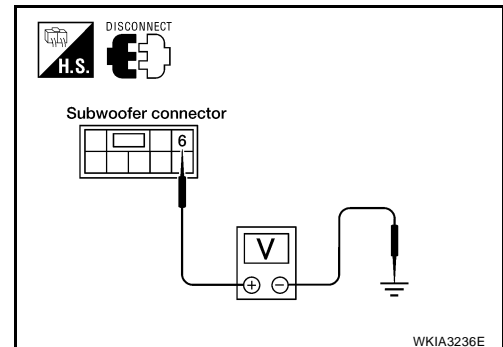 DISCONNECT
H.S.
Subwoofer connector
6
V
+ −
WKIA3236E